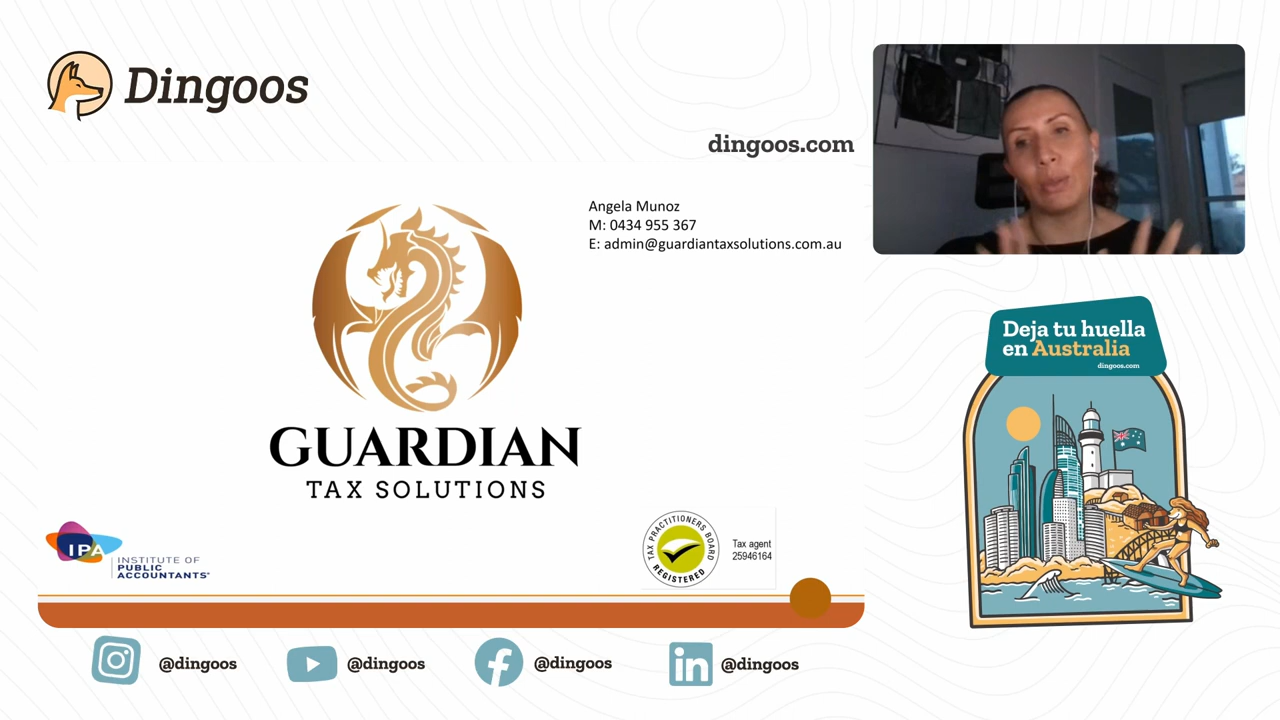 Dingoos
dingoos.com
Angela Munoz
M: 0434 955 367
E: admin@guardiantaxsolutions.com.au
GUARDIAN
TAX SOLUTIONS
IPA
INSTITUTE OF
PUBLIC
ACCOUNTANTS
TAX PRACTITIONERS BOARD
REGISTERED
Tax agent
25946164
Deja tu huella
en Australia
dingoos.com
@dingoos
@dingoos
@dingoos
in
@dingoos